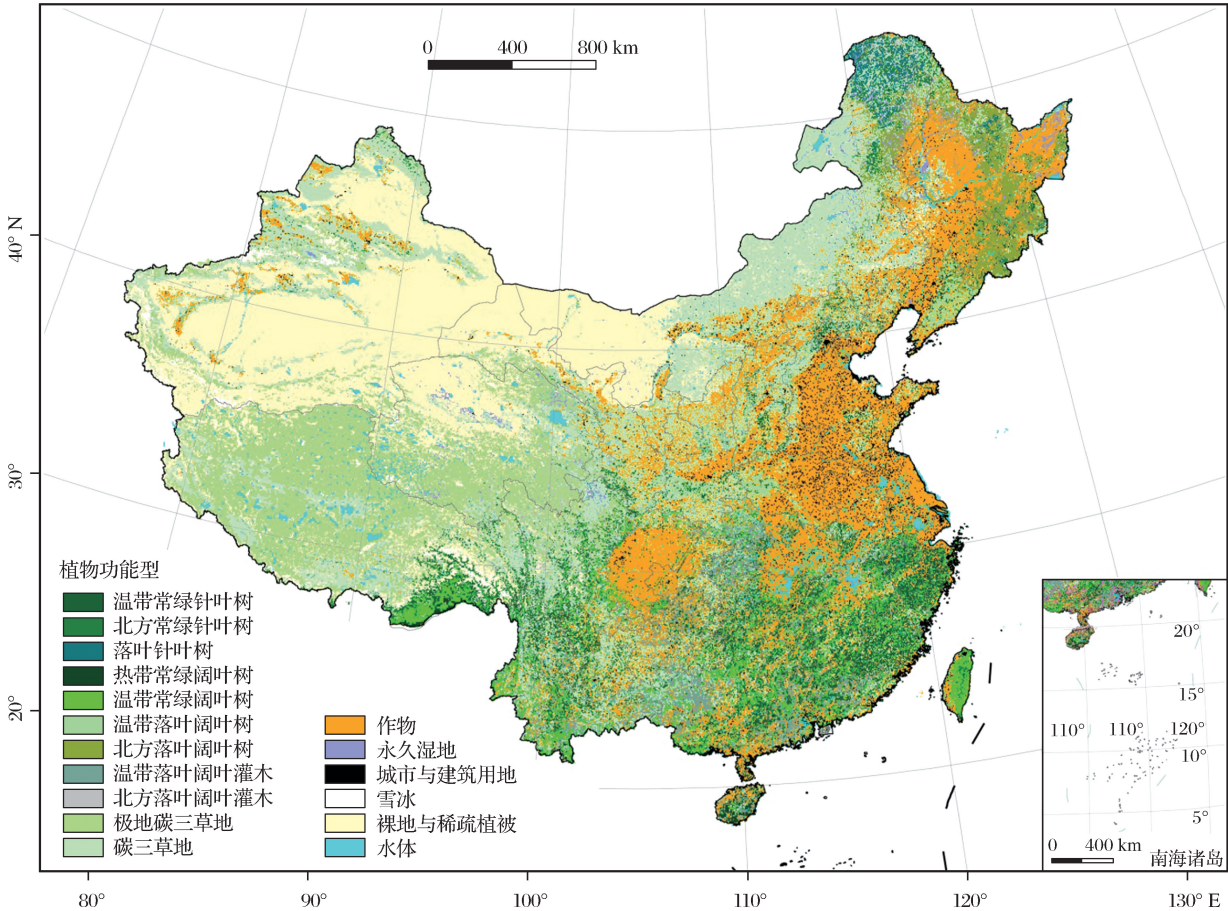 0 400 800 km
40° N
30°
20°
植物功能型
温带常绿针叶树
北方常绿针叶树
落叶针叶树
热带常绿阔叶树
温带常绿阔叶树
温带落叶阔叶树
北方落叶阔叶树
温带落叶阔叶灌木
北方落叶阔叶灌木
极地碳三草地
碳三草地
作物
永久湿地
城市与建筑用地
雪冰
裸地与稀疏植被
水体
20°
15°
110° 110° 120°
10°
5°
0 400 km
南海诸岛
80° 90° 100° 110° 120° 130° E